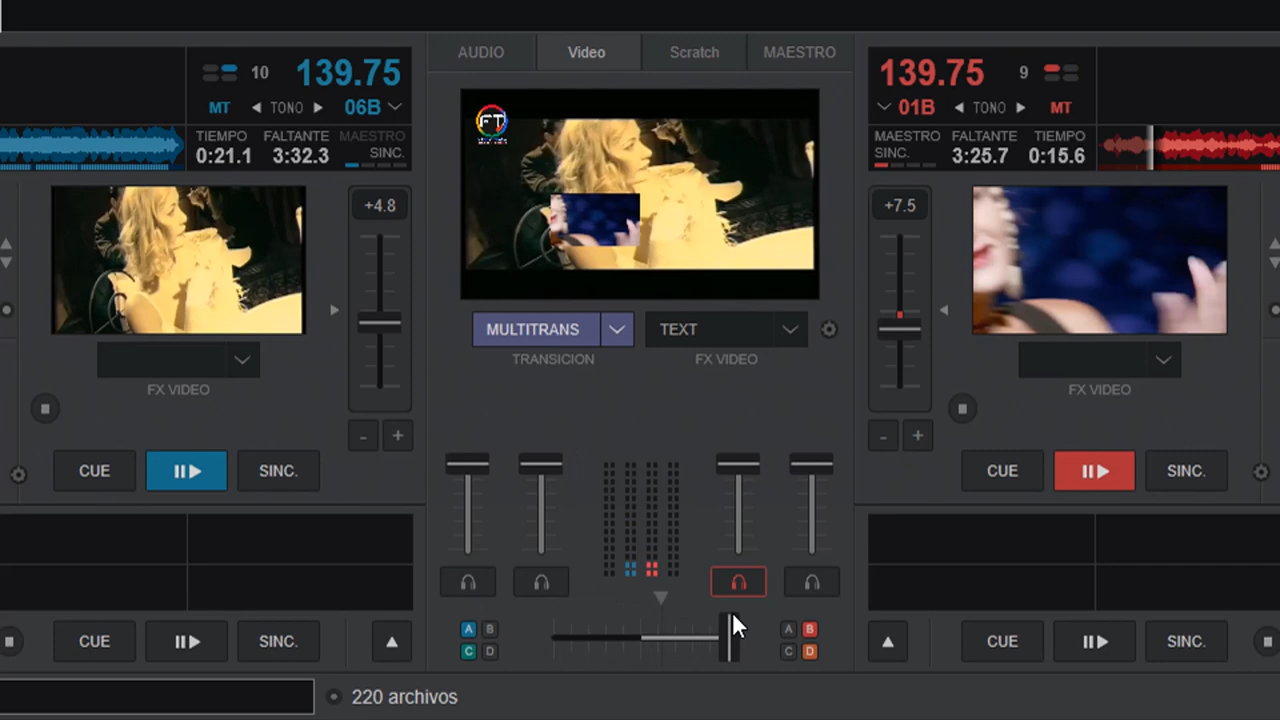 AUDIO Video Scratch MAESTRO
10 139.75
MT TONO 06B
TIEMPO FALTANTE MAESTRO
0:21.1 3:32.3 SINC.
139.75 9
01B TONO MT
MAESTRO FALTANTE TIEMPO
SINC. 3:25.7 0:15.6
FT
+4.8
+7.5
MULTITRANS TEXT
TRANSICION FX VIDEO
FX VIDEO
FX VIDEO
- +
- +
CUE SINC.
CUE SINC.
A B
C D
A B
C D
CUE SINC.
CUE SINC.
220 archivos